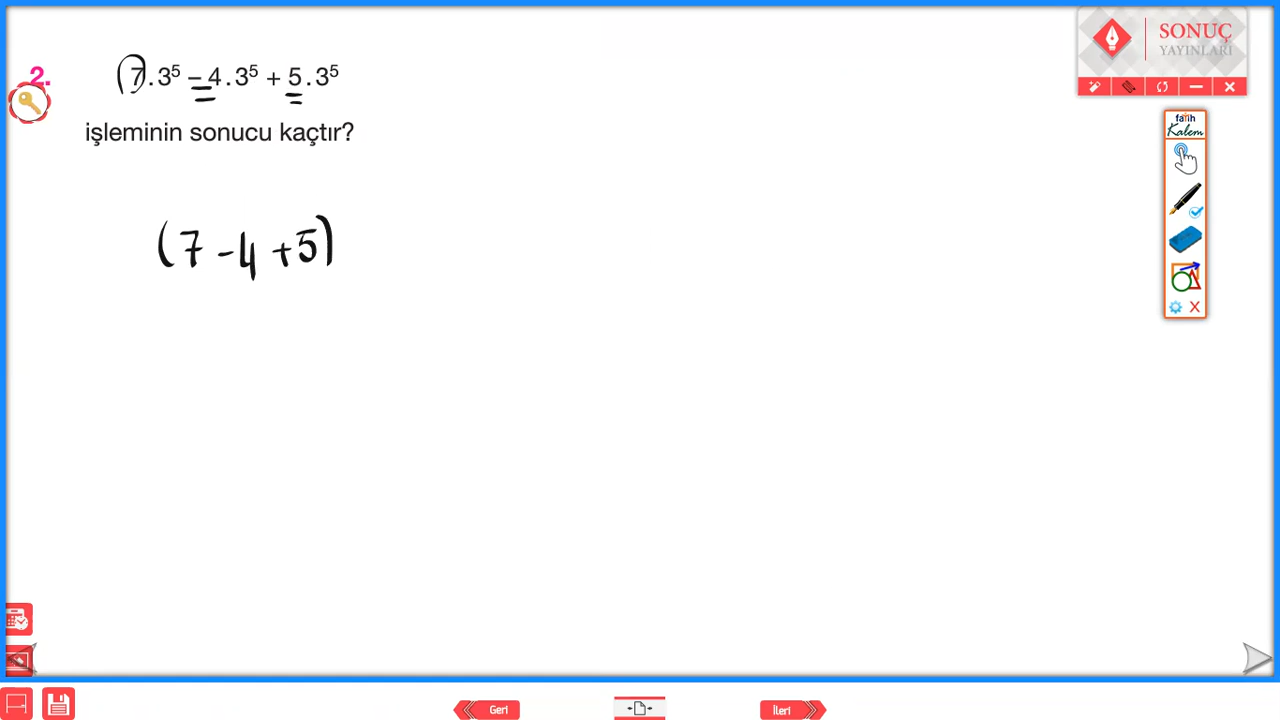 SONUÇ
YAYINLARI
2. 7.3⁵ – 4.3⁵ + 5.3⁵
işleminin sonucu kaçtır?
fatih
Kalem
(7 - 4 + 5)
Geri
İleri